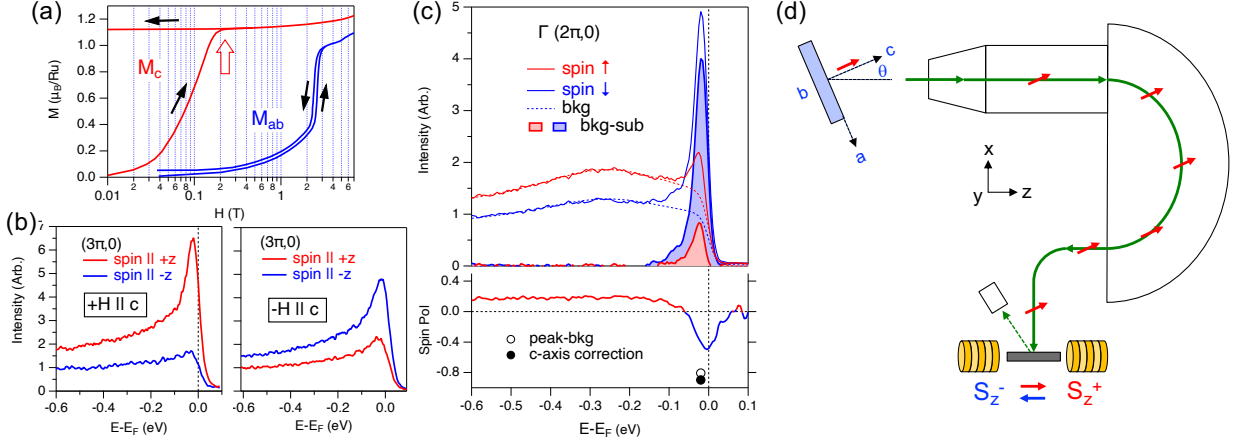 (a)
M (μB/Ru)
1.2
1.0
0.8
0.6
0.4
0.2
0.0
Mc
Mab
0.01
2
4
6
8
0.1
2
4
6
8
1
2
4
6
H (T)
(b)
Intensity (Arb.)
7
6
5
4
3
2
1
0
(3π,0)
spin || +z
spin || -z
+H || c
-0.6
-0.4
-0.2
0.0
E-EF (eV)
(3π,0)
spin || +z
spin || -z
-H || c
-0.6
-0.4
-0.2
0.0
E-EF (eV)
(c)
Intensity (Arb.)
5
4
3
2
1
0
Γ (2π,0)
spin ↑
spin ↓
bkg
bkg-sub
Spin Pol
0.4
0.0
-0.4
-0.8
peak-bkg
c-axis correction
-0.6
-0.5
-0.4
-0.3
-0.2
-0.1
0.0
0.1
E-EF (eV)
(d)
c
θ
b
a
x
y
z
Sz-
Sz+